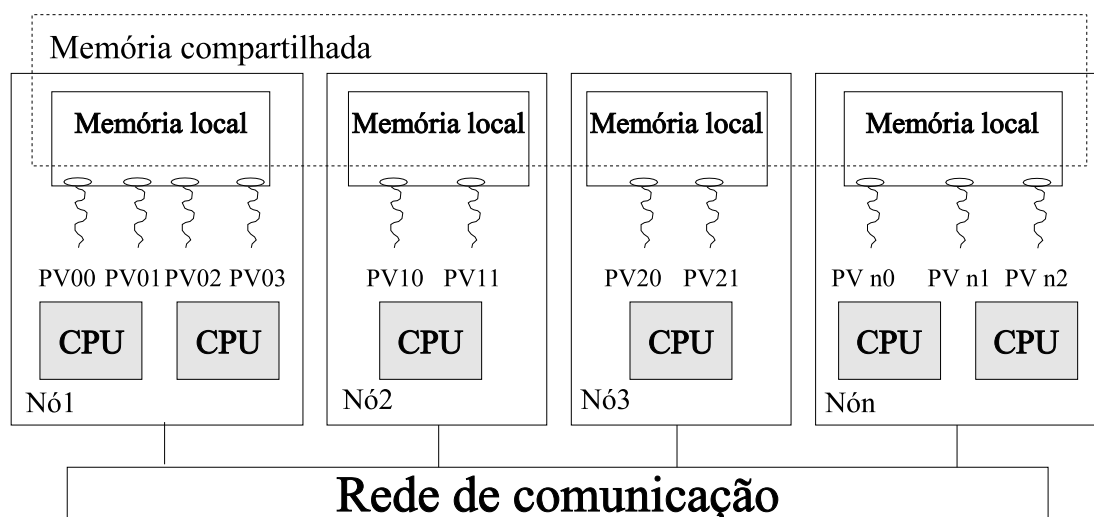 Memória compartilhada
Memória local Memória local Memória local Memória local
PV00 PV01 PV02 PV03 PV10 PV11 PV20 PV21 PV n0 PV n1 PV n2
CPU CPU CPU CPU CPU CPU
Nó1 Nó2 Nó3 Nón
Rede de comunicação